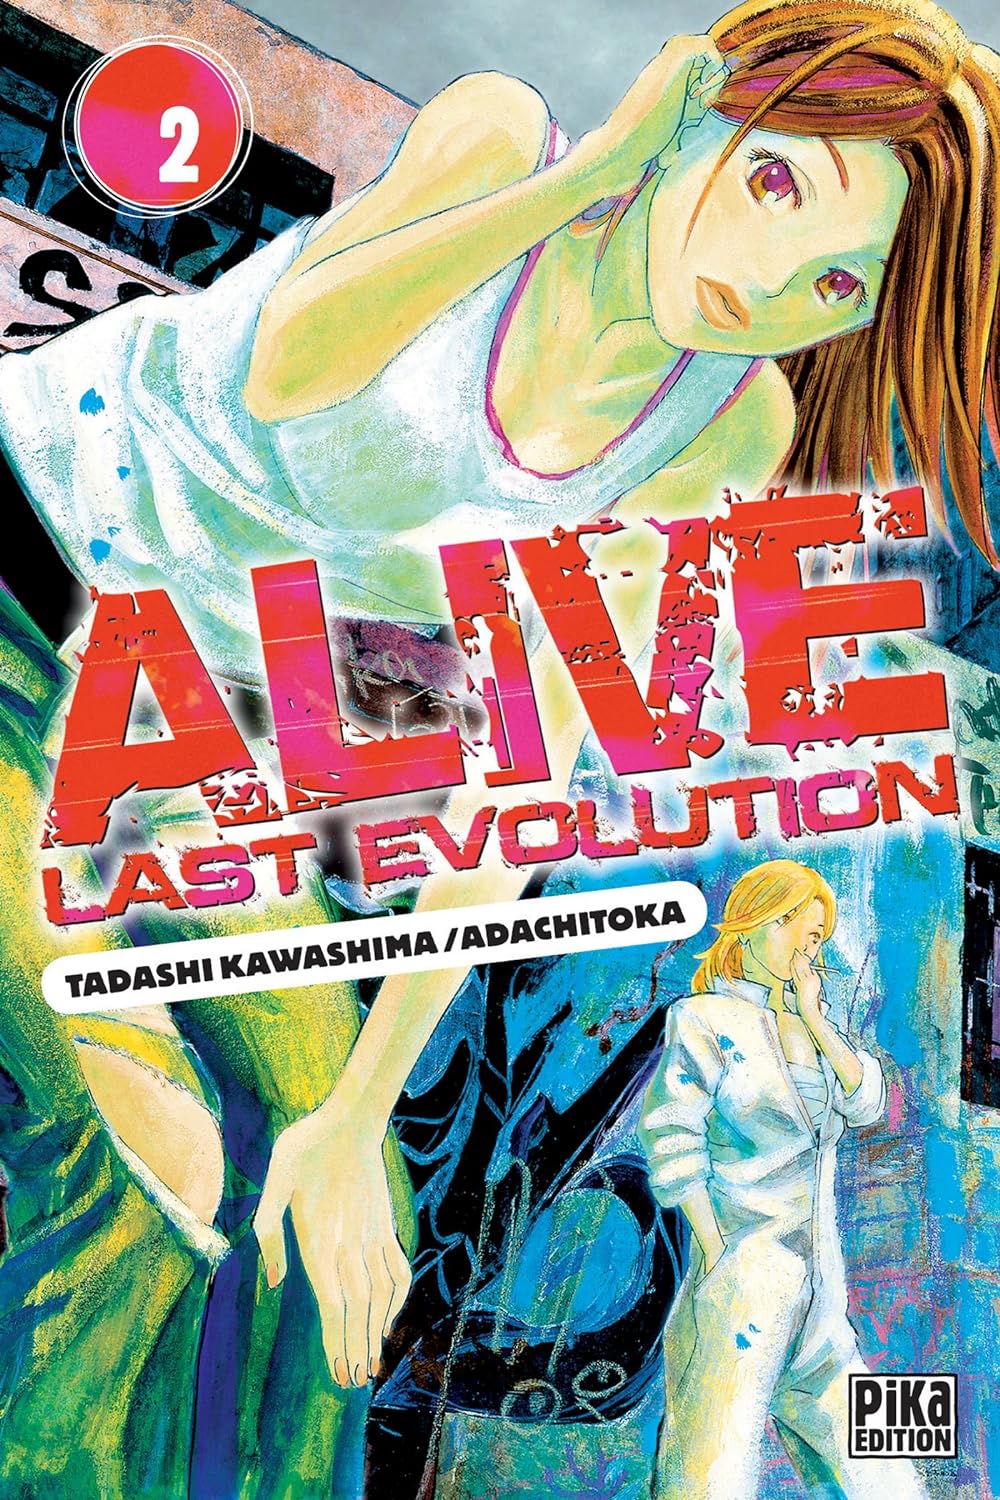 2
ALIVE
LAST EVOLUTION
TADASHI KAWASHIMA / ADACHITOKA
PiKa
EDITION